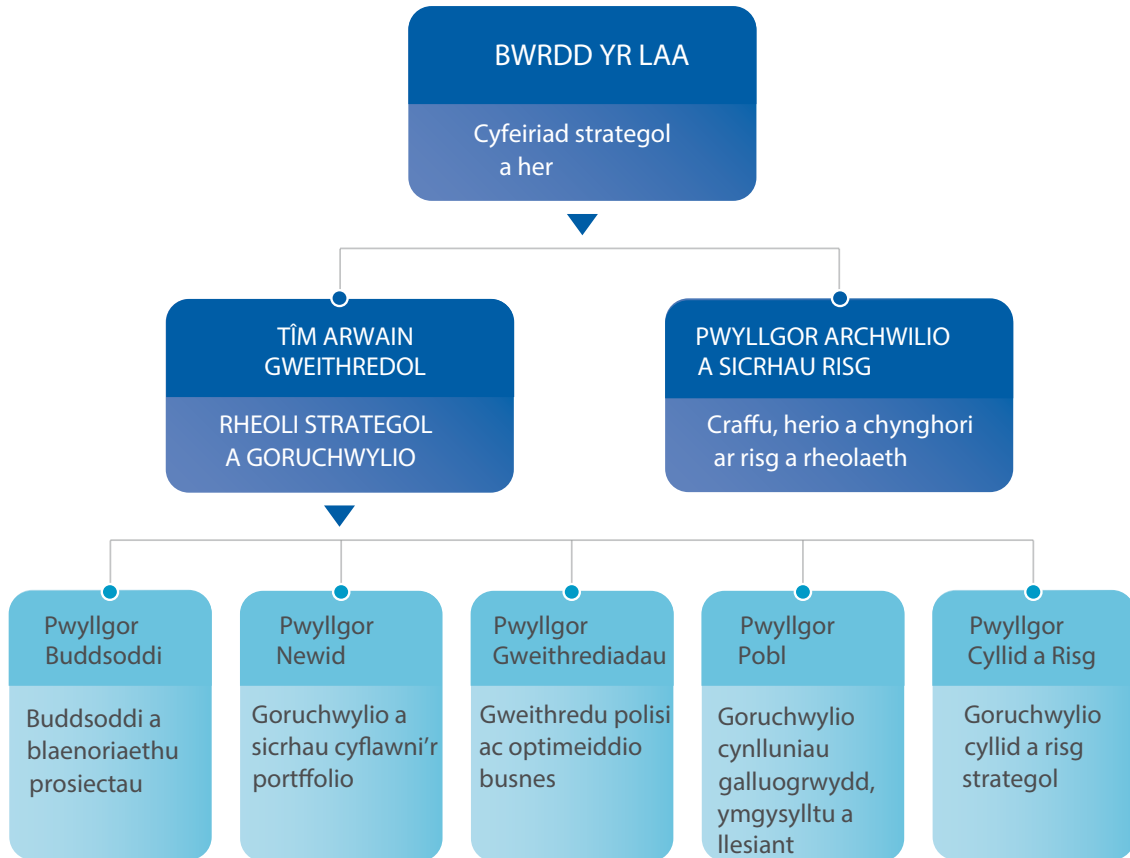 BWRDD YR LAA
Cyfeiriad strategol
a her
TÎM ARWAIN
GWEITHREDOL
RHEOLI STRATEGOL
A GORUCHWYLIO
PWYLLGOR ARCHWILIO
A SICRHAU RISG
Craffu, herio a chynghori
ar risg a rheolaeth
Pwyllgor
Buddsoddi
Buddsoddi a
blaenoriaethu
prosiectau
Pwyllgor
Newid
Goruchwylio a
sicrhau cyflawni'r
portffolio
Pwyllgor
Gweithrediadau
Gweithredu polisi
ac optimeiddio
busnes
Pwyllgor
Pobl
Goruchwylio
cynlluniau
galluogrwydd,
ymgysylltu a
llesiant
Pwyllgor
Cyllid a Risg
Goruchwylio
cyllid a risg
strategol